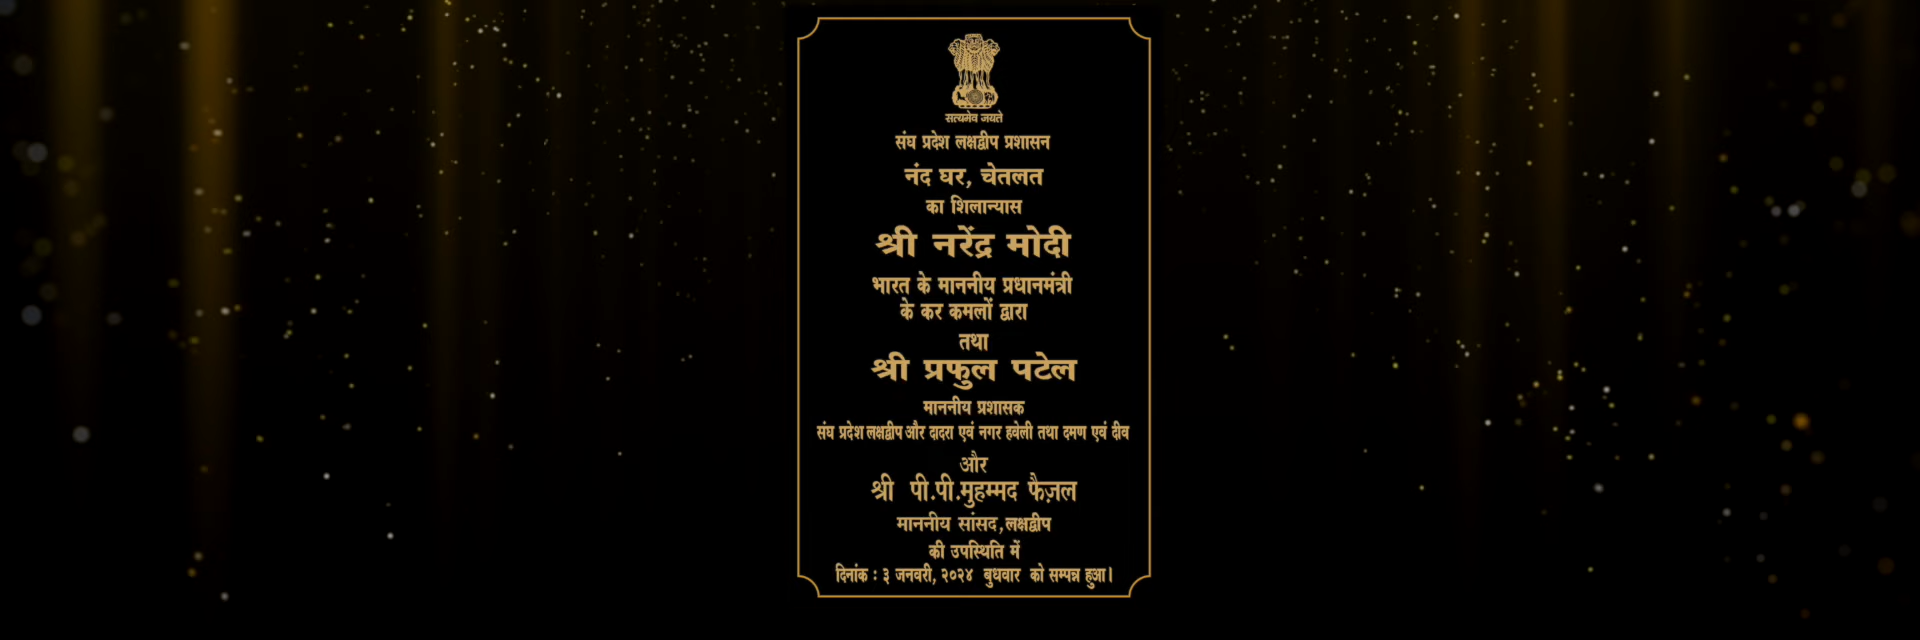 सत्यमेव जयते
संघ प्रदेश लक्षद्वीप प्रशासन
नंद घर, चेतलत
का शिलान्यास
श्री नरेंद्र मोदी
भारत के माननीय प्रधानमंत्री
के कर कमलों द्वारा
तथा
श्री प्रफुल पटेल
माननीय प्रशासक
संघ प्रदेश लक्षद्वीप और दादरा एवं नगर हवेली तथा दमण एवं दीव
और
श्री पी.पी.मुहम्मद फैज़ल
माननीय सांसद,लक्षद्वीप
की उपस्थिति में
दिनांक : ३ जनवरी, २०२४ बुधवार को सम्पन्न हुआ।